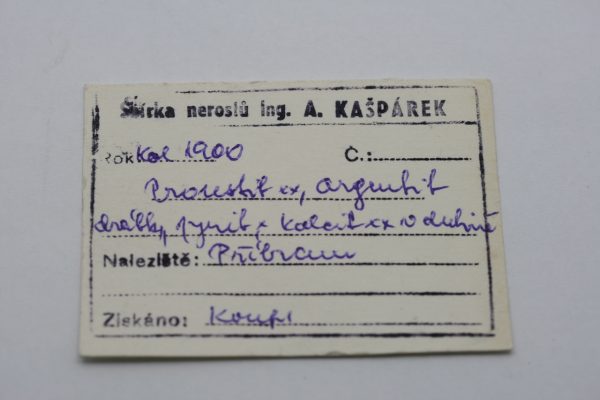 Sbírka nerostů ing. A. KAŠPÁREK
Rok: Kol 1900 Č.:
Proustit xx, argentit
drátky, pyrit, kalcit xx v dutině
Naleziště: Příbram
Získáno: Koupí